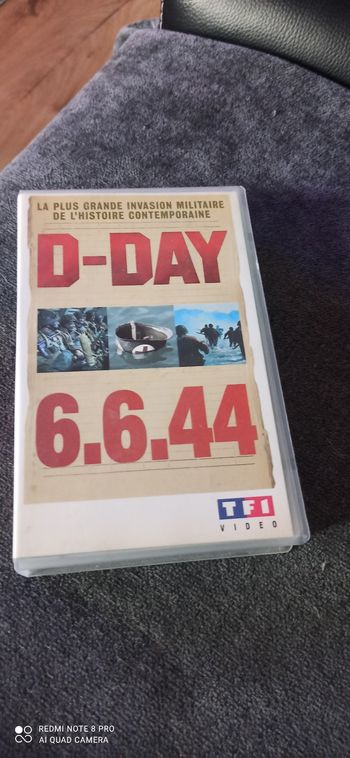 LA PLUS GRANDE INVASION MILITAIRE
DE L'HISTOIRE CONTEMPORAINE
D-DAY
6.6.44
TF1
VIDEO
REDMI NOTE 8 PRO
AI QUAD CAMERA